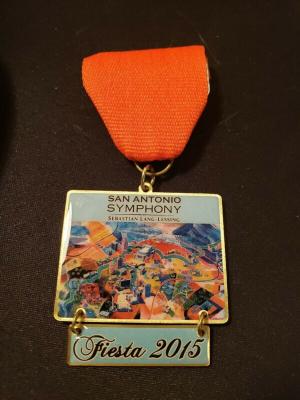 SAN ANTONIO
SYMPHONY
SEBASTIAN LANG-LESSING
Fiesta 2015